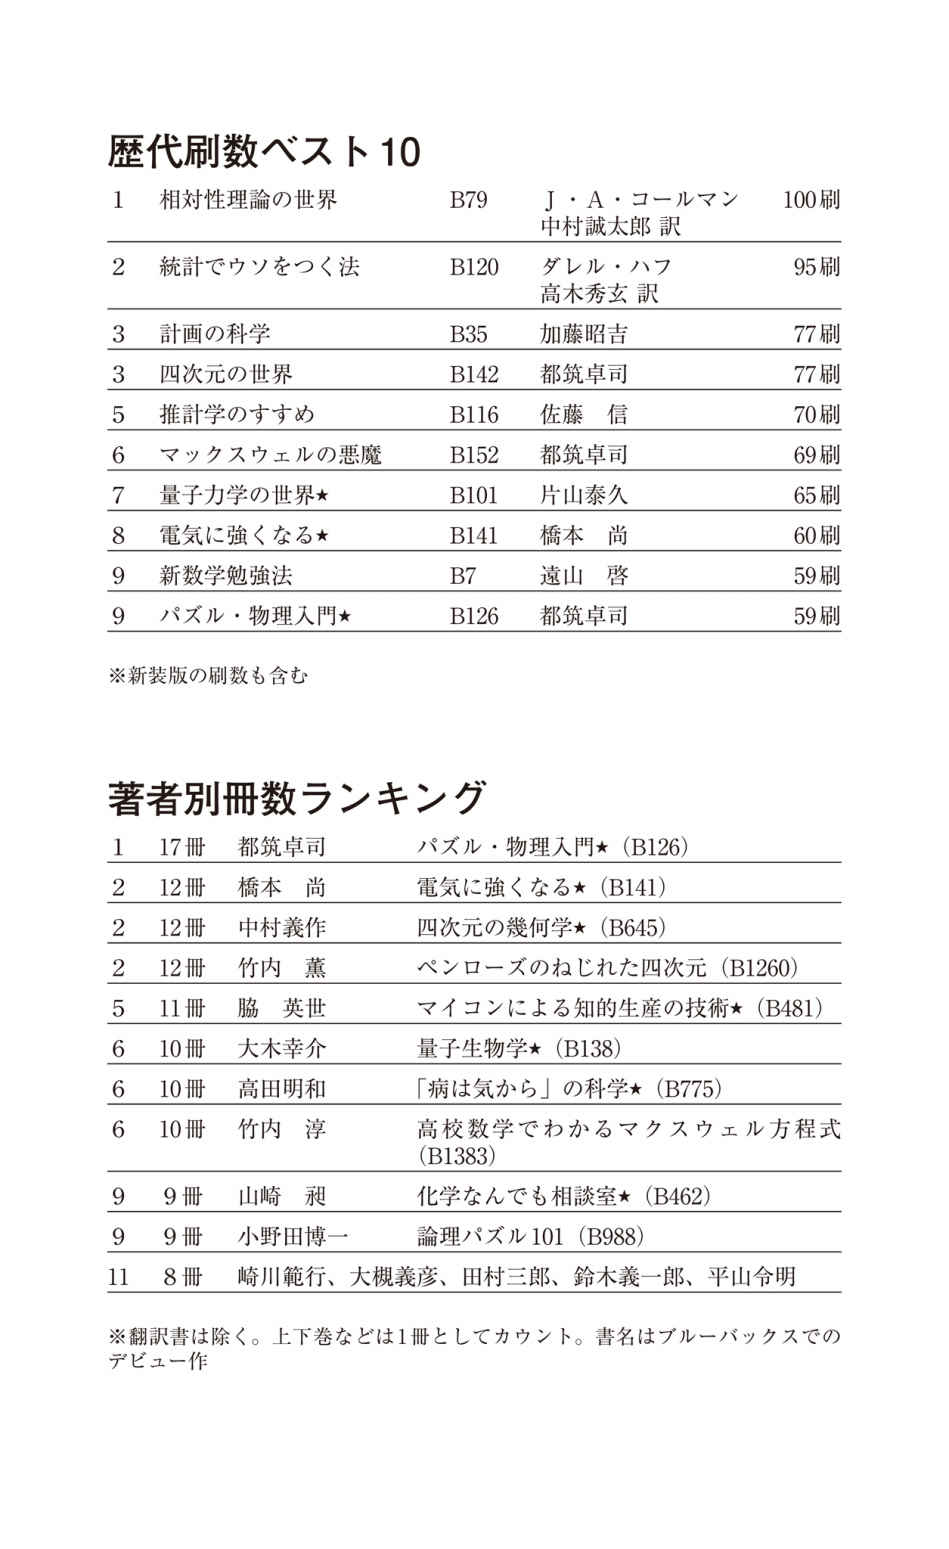 歴代刷数ベスト10
1 相対性理論の世界 B79 J・A・コールマン 100刷
中村誠太郎 訳
2 統計でウソをつく法 B120 ダレル・ハフ 95刷
高木秀玄 訳
3 計画の科学 B35 加藤昭吉 77刷
3 四次元の世界 B142 都筑卓司 77刷
5 推計学のすすめ B116 佐藤 信 70刷
6 マックスウェルの悪魔 B152 都筑卓司 69刷
7 量子力学の世界★ B101 片山泰久 65刷
8 電気に強くなる★ B141 橋本 尚 60刷
9 新数学勉強法 B7 遠山 啓 59刷
9 パズル・物理入門★ B126 都筑卓司 59刷
※新装版の刷数も含む
著者別冊数ランキング
1 17冊 都筑卓司 パズル・物理入門★（B126）
2 12冊 橋本 尚 電気に強くなる★（B141）
2 12冊 中村義作 四次元の幾何学★（B645）
2 12冊 竹内 薫 ペンローズのねじれた四次元（B1260）
5 11冊 脇 英世 マイコンによる知的生産の技術★（B481）
6 10冊 大木幸介 量子生物学★（B138）
6 10冊 高田明和 「病は気から」の科学★（B775）
6 10冊 竹内 淳 高校数学でわかるマクスウェル方程式
（B1383）
9 9冊 山崎 昶 化学なんでも相談室★（B462）
9 9冊 小野田博一 論理パズル101（B988）
11 8冊 崎川範行、大槻義彦、田村三郎、鈴木義一郎、平山令明
※翻訳書は除く。上下巻などは1冊としてカウント。書名はブルーバックスでの
デビュー作